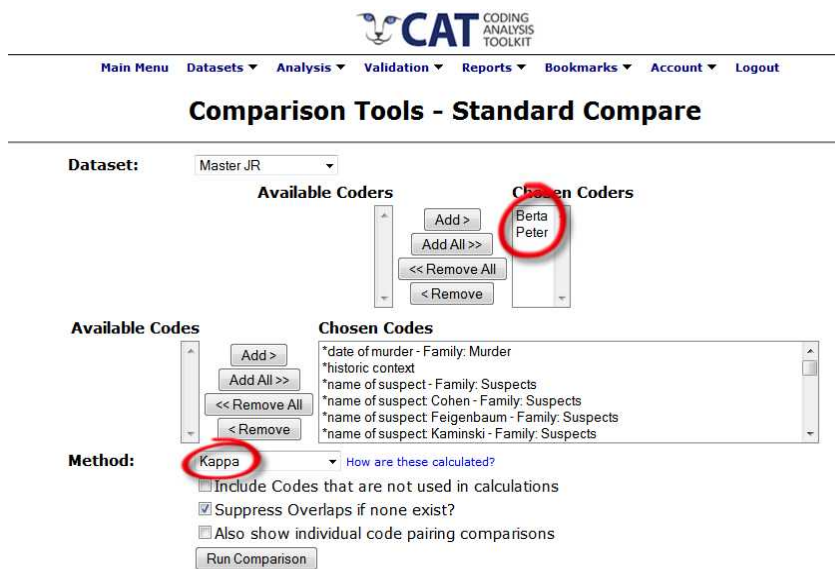 CAT CODING ANALYSIS TOOLKIT
Main Menu Datasets Analysis Validation Reports Bookmarks Account Logout
Comparison Tools - Standard Compare
Dataset: Master JR
Available Coders Chosen Coders
Add >
Add All >>
<< Remove All
< Remove
Berta
Peter
Available Codes Chosen Codes
Add >
Add All >>
<< Remove All
< Remove
*date of murder - Family: Murder
*historic context
*name of suspect - Family: Suspects
*name of suspect: Cohen - Family: Suspects
*name of suspect: Feigenbaum - Family: Suspects
*name of suspect: Kaminski - Family: Suspects
Method: Kappa How are these calculated?
Include Codes that are not used in calculations
Suppress Overlaps if none exist?
Also show individual code pairing comparisons
Run Comparison